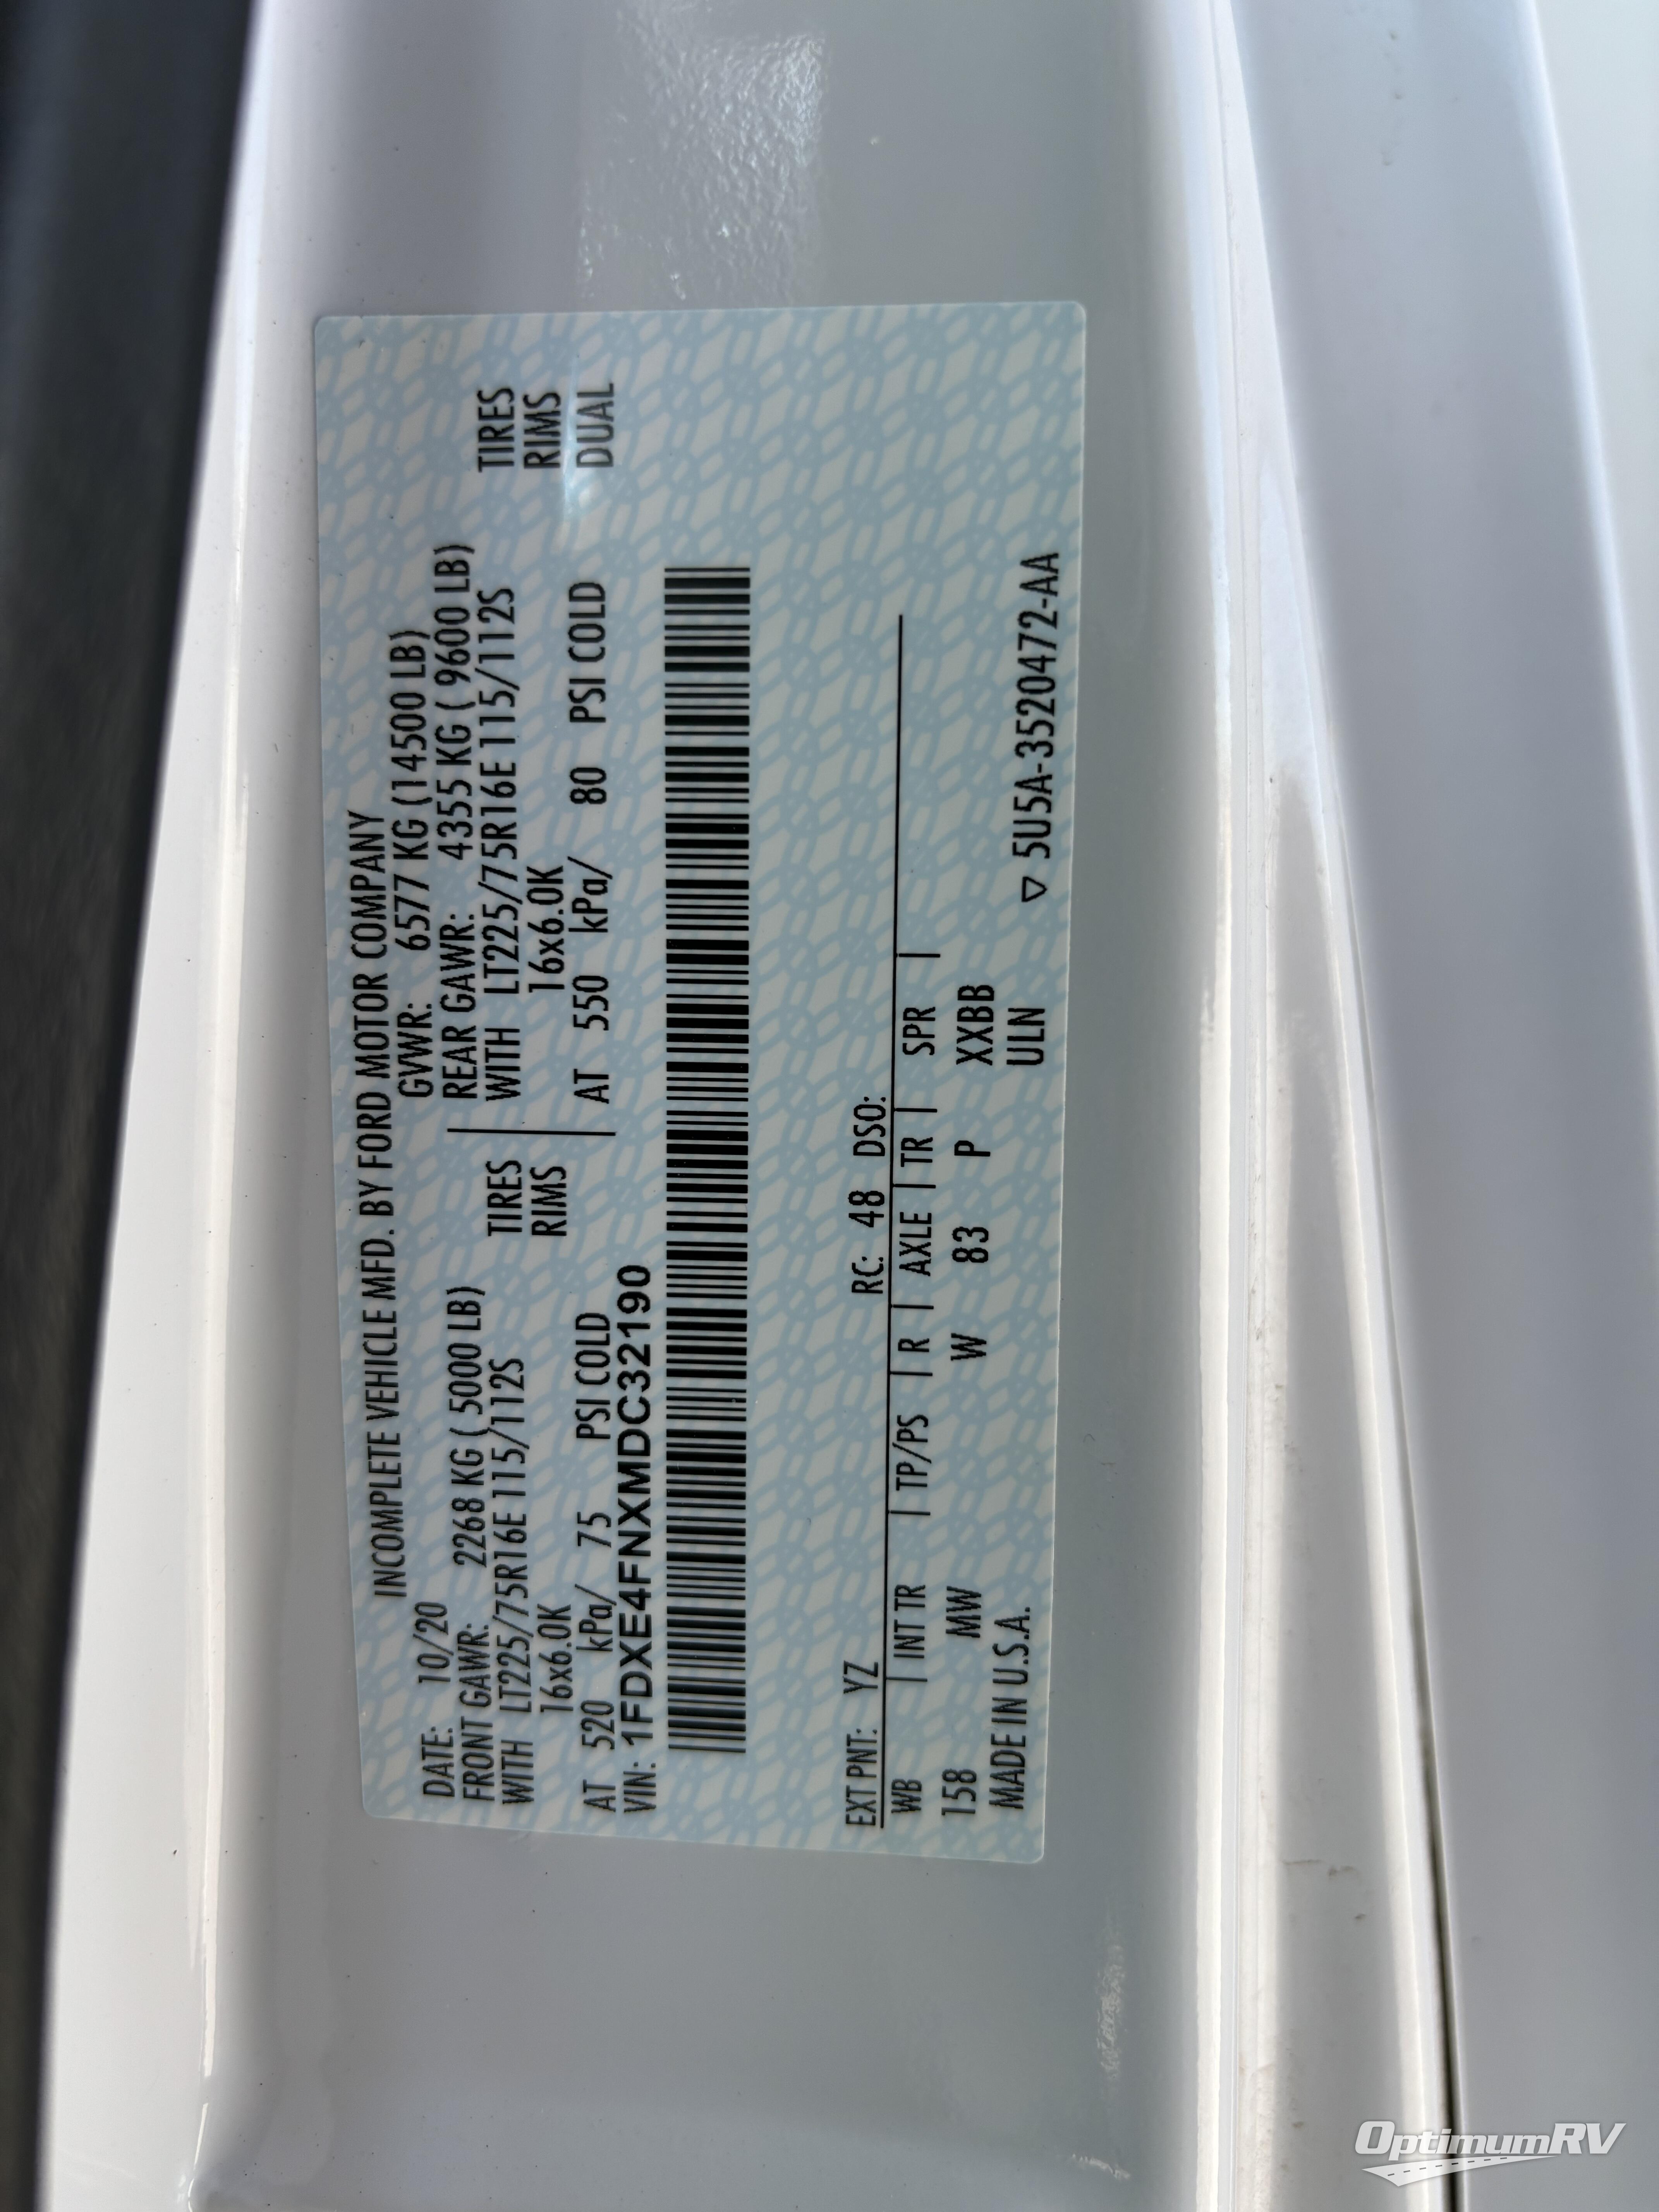 INCOMPLETE VEHICLE MFD. BY FORD MOTOR COMPANY
DATE: 10/20 GVWR: 6577 KG (14500 LB)
FRONT GAWR: 2268 KG ( 5000 LB) REAR GAWR: 4355 KG ( 9600 LB)
WITH LT225/75R16E 115/112S TIRES WITH LT225/75R16E 115/112S TIRES
16x6.0K RIMS 16x6.0K RIMS
AT 520 kPa/ 75 PSI COLD AT 550 kPa/ 80 PSI COLD DUAL
VIN: 1FDXE4FNXMDC32190
EXT PNT: YZ RC: 48 DSO:
WB | INT TR | TP/PS | R | AXLE | TR | SPR |
158 MW W 83 P XXBB
MADE IN U.S.A. ULN
▽ 5U5A-3520472-AA
OptimumRV